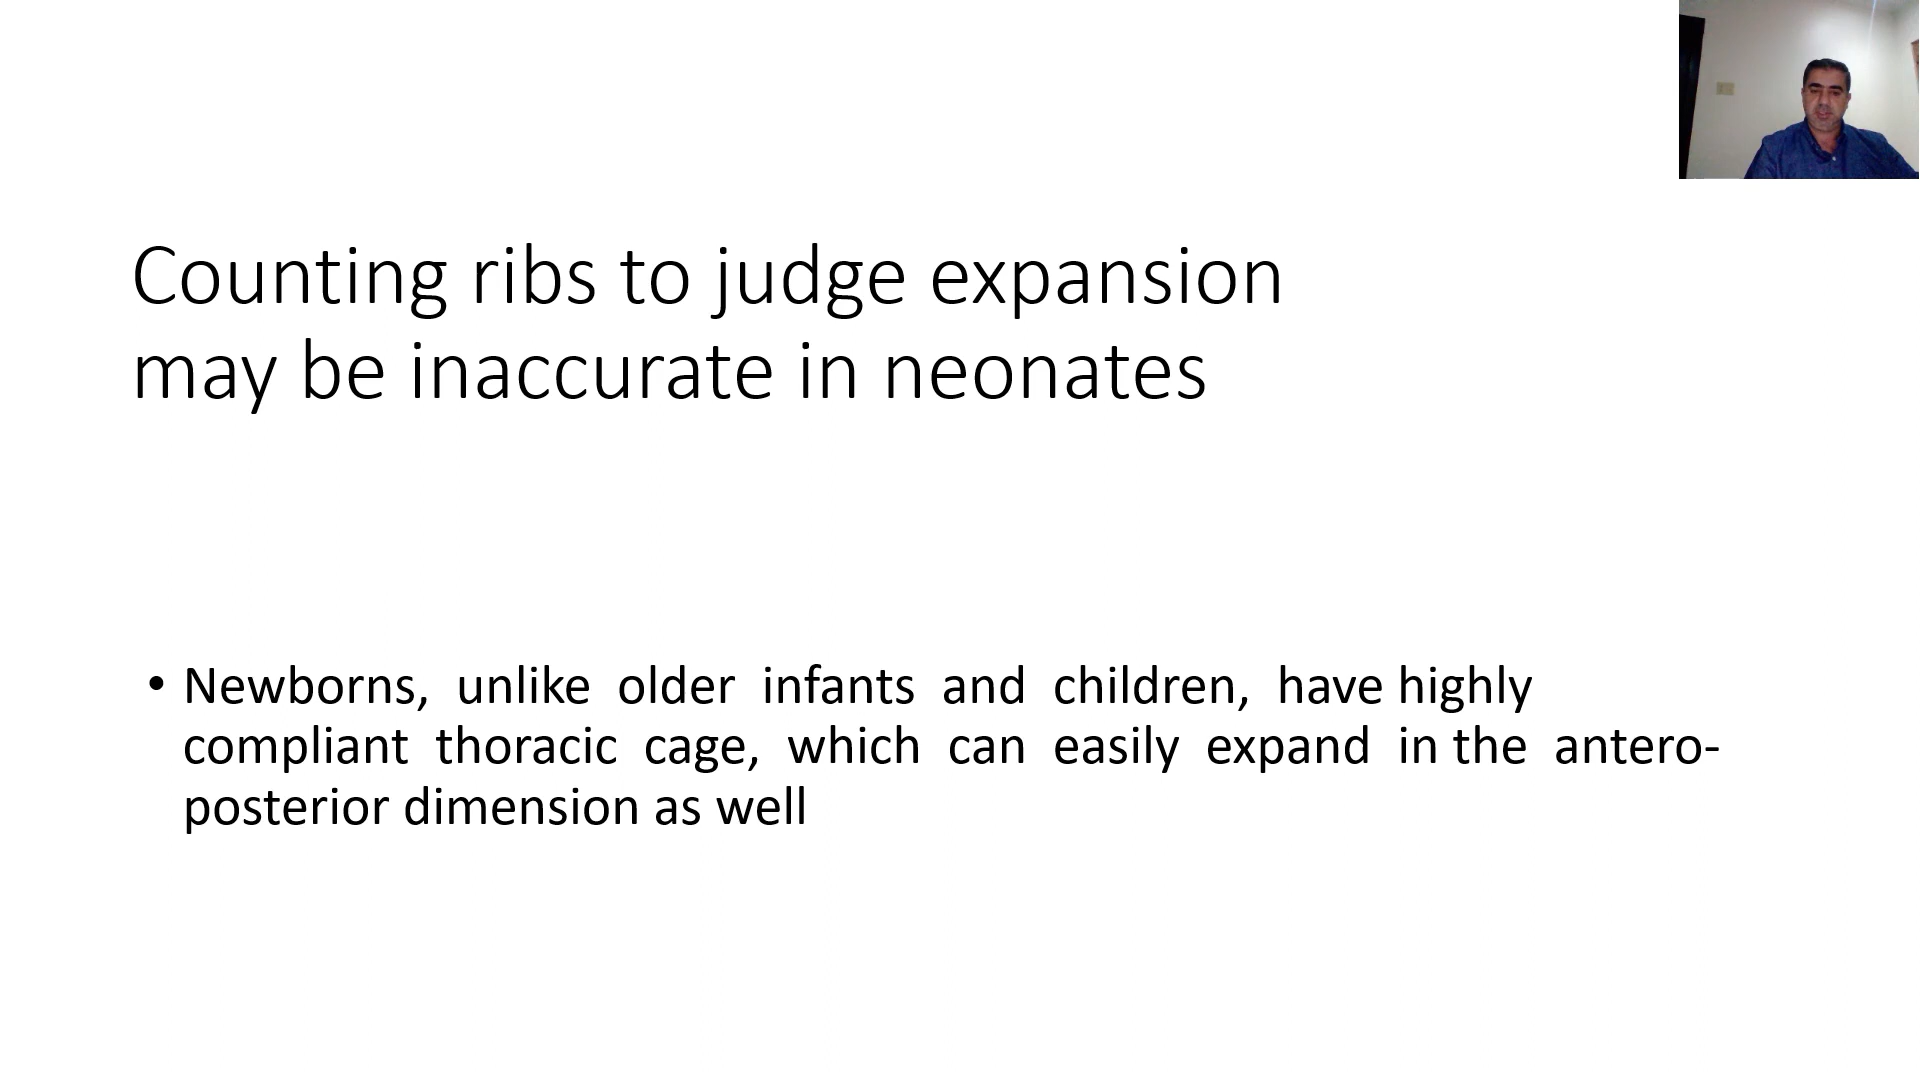 Counting ribs to judge expansion
may be inaccurate in neonates
• Newborns, unlike older infants and children, have highly
compliant thoracic cage, which can easily expand in the antero-
posterior dimension as well